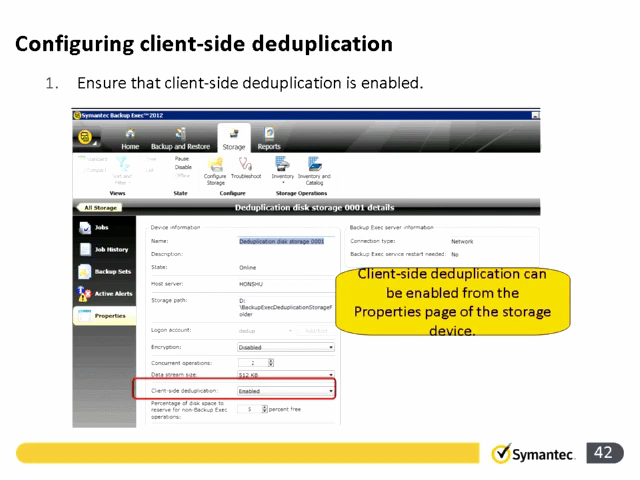 Configuring client-side deduplication
1. Ensure that client-side deduplication is enabled.
Symantec Backup Exec™ 2012
Home
Backup and Restore
Storage
Reports
Pause
Disable
Offline
Configure
Storage
Troubleshoot
Inventory
Inventory and
Catalog
Sort and
Filter
Views
State
Configure
Storage Operations
All Storage
Deduplication disk storage 0001 details
Jobs
Job History
Backup Sets
Active Alerts
Properties
Device information
Name: Deduplication disk storage 0001
Description:
State: Online
Host server: HONSHU
Storage path: D:
\BackupExecDeduplicationStorageF
older
Logon account: dedup
Encryption: Disabled
Concurrent operations: 2
Data stream size: 512 KB
Client-side deduplication: Enabled
Percentage of disk space to
reserve for non-Backup Exec
operations:
5 percent free
Backup Exec server information
Connection type: Network
Backup Exec service restart needed: No
Client-side deduplication can
be enabled from the
Properties page of the storage
device.
Symantec.
42